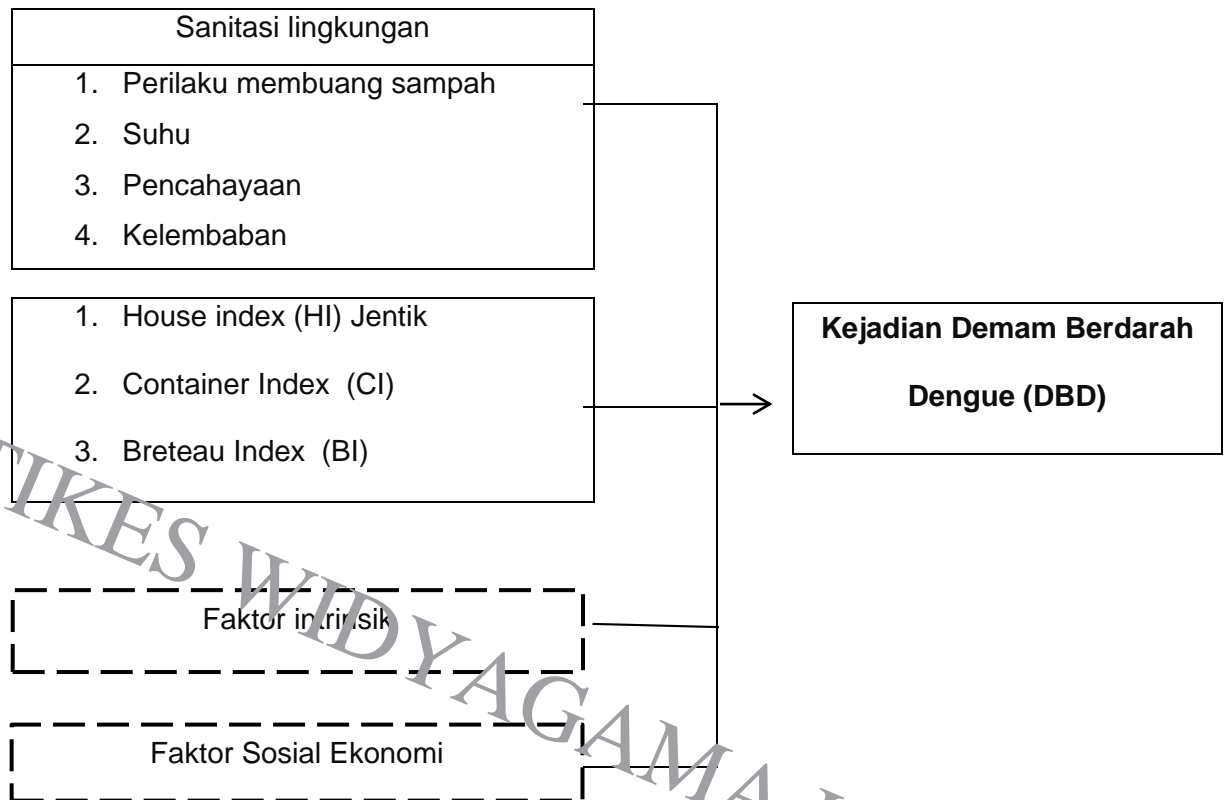 Sanitasi lingkungan
1. Perilaku membuang sampah
2. Suhu
3. Pencahayaan
4. Kelembaban
1. House index (HI) Jentik
2. Container Index (CI)
3. Breteau Index (BI)
Kejadian Demam Berdarah
Dengue (DBD)
Faktor intrinsik
Faktor Sosial Ekonomi
WIDYAGAMA